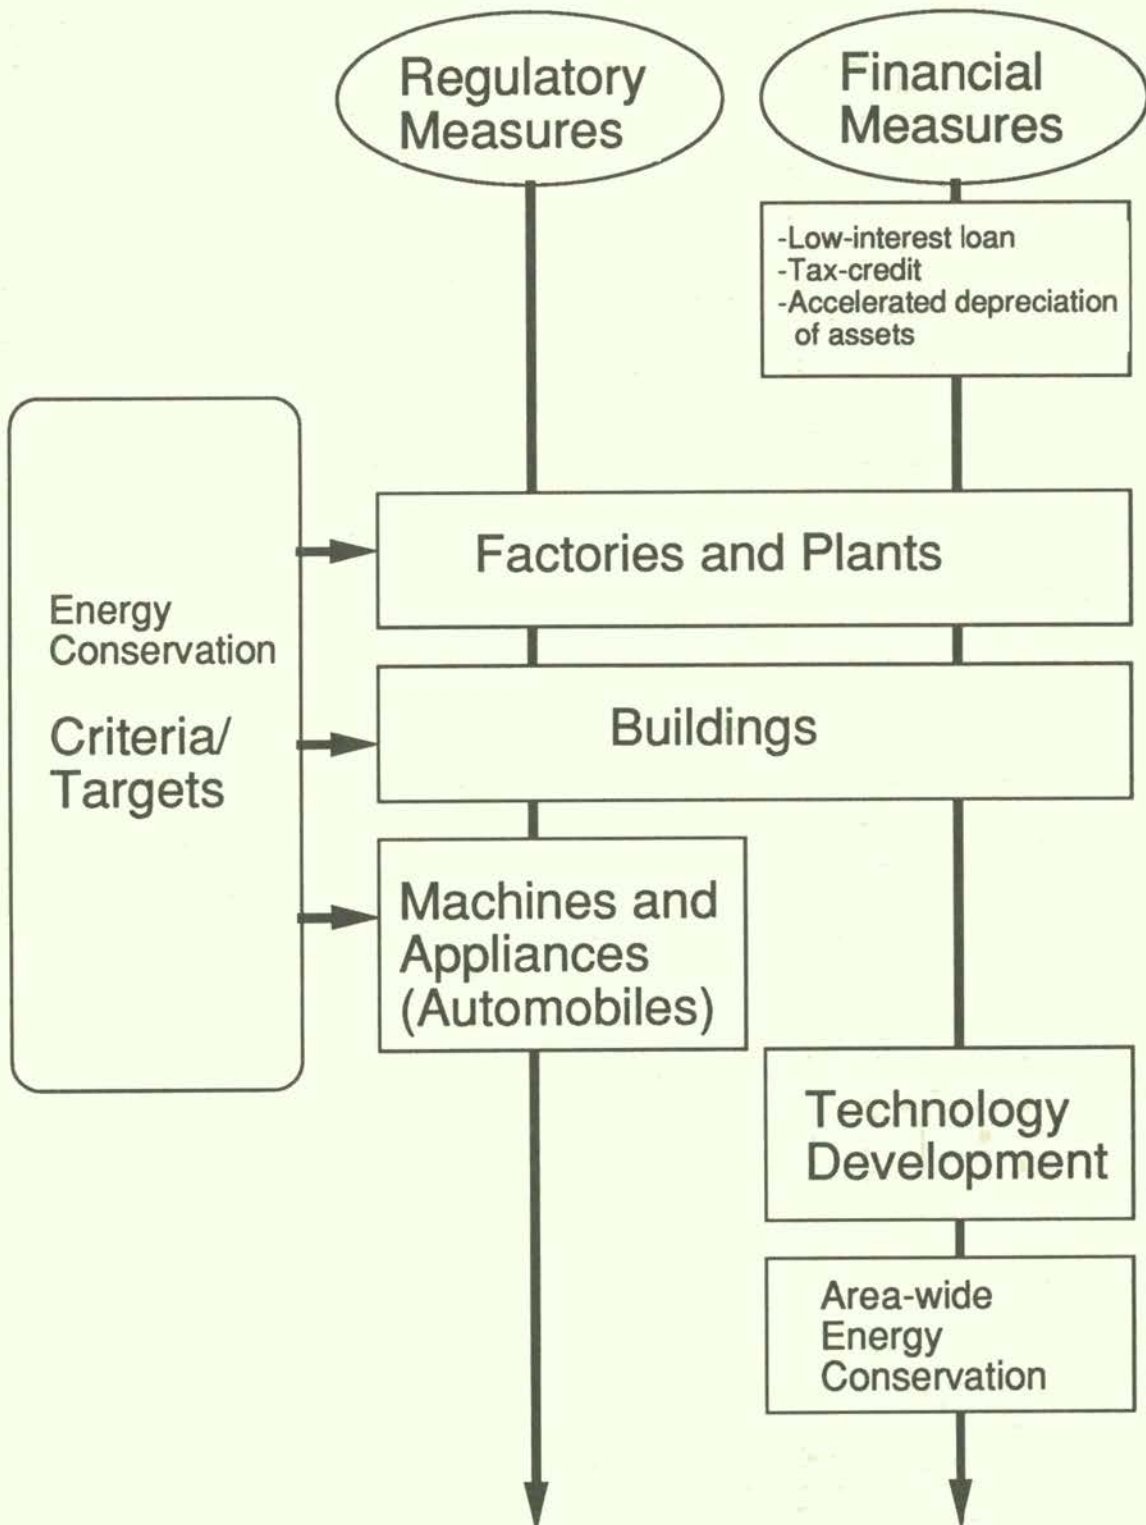 Regulatory
Measures
Financial
Measures
-Low-interest loan
-Tax-credit
-Accelerated depreciation
of assets
Energy
Conservation
Criteria/
Targets
Factories and Plants
Buildings
Machines and
Appliances
(Automobiles)
Technology
Development
Area-wide
Energy
Conservation